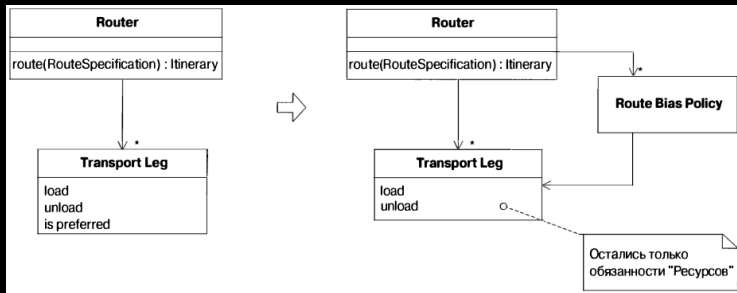 Router
route(RouteSpecification) : Itinerary
*
Transport Leg
load
unload
is preferred
Router
route(RouteSpecification) : Itinerary
*
Route Bias Policy
*
Transport Leg
load
unload
Остались только
обязанности "Ресурсов"